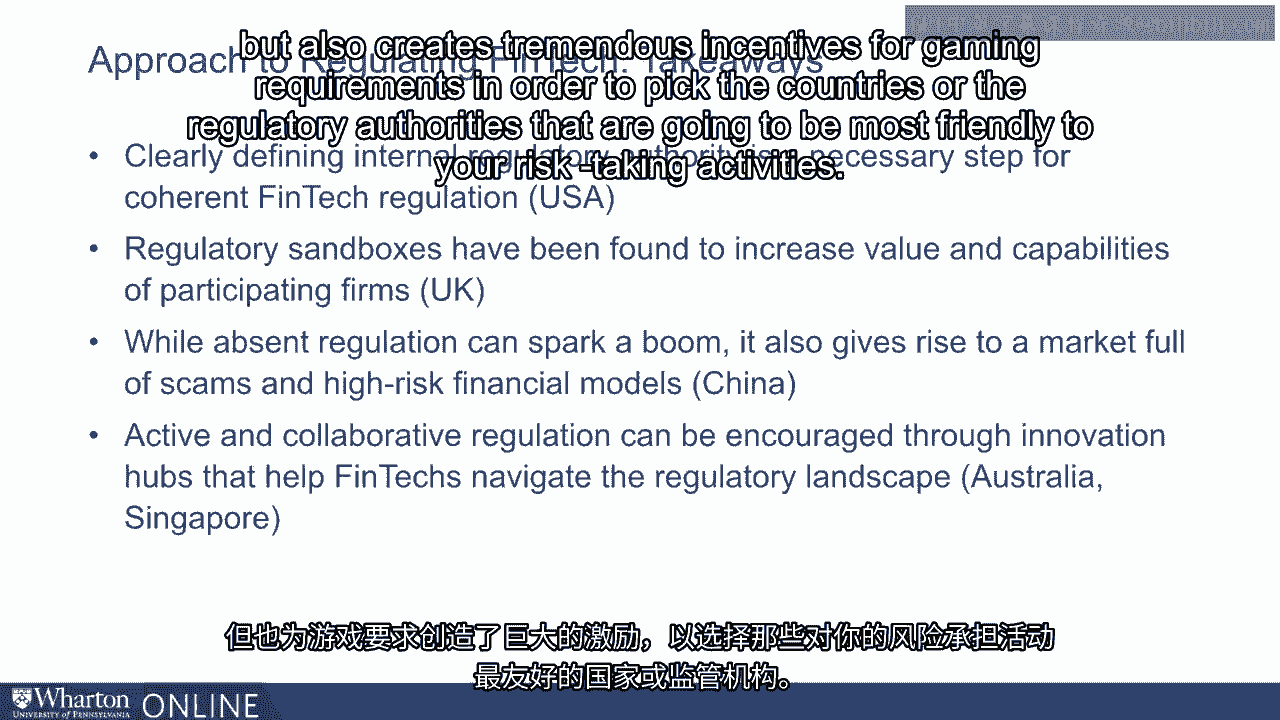 but also creates tremendous incentives for gaming
requirements in order to pick the countries or the
regulatory authorities that are going to be most friendly to
your risk -taking activities.
Approach to Regulating FinTech: Takeaways
• Clearly defining internal regulatory authority is a necessary step for
coherent FinTech regulation (USA)
• Regulatory sandboxes have been found to increase value and capabilities
of participating firms (UK)
• While absent regulation can spark a boom, it also gives rise to a market full
of scams and high-risk financial models (China)
• Active and collaborative regulation can be encouraged through innovation
hubs that help FinTechs navigate the regulatory landscape (Australia,
Singapore)
但也为游戏要求创造了巨大的激励，以选择那些对你的风险承担活动
最友好的国家或监管机构。
Wharton
UNIVERSITY of PENNSYLVANIA
ONLINE